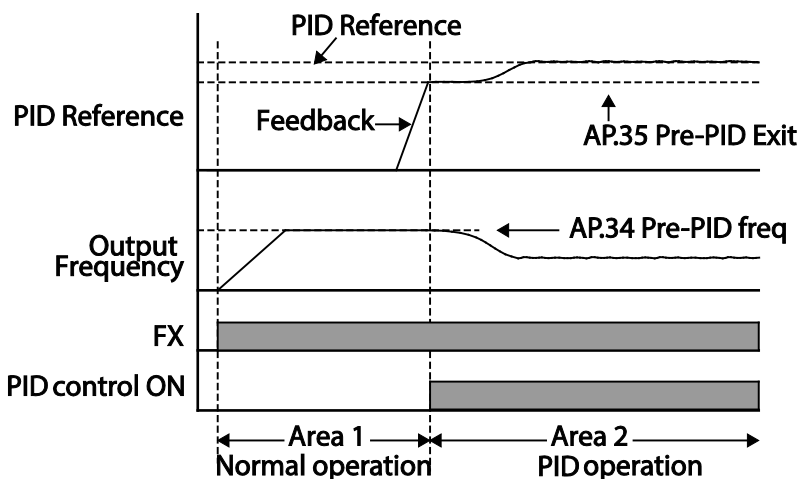 PID Reference
PID Reference
Feedback
AP.35 Pre-PID Exit
AP.34 Pre-PID freq
Output
Frequency
FX
PID control ON
Area 1
Area 2
Normal operation
PID operation